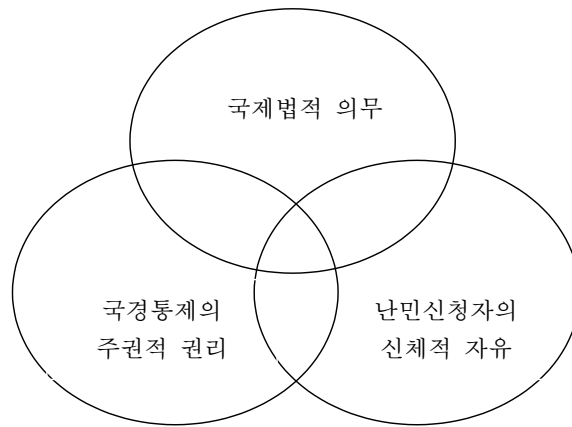 국제법적 의무
국경통제의
주권적 권리
난민신청자의
신체적 자유